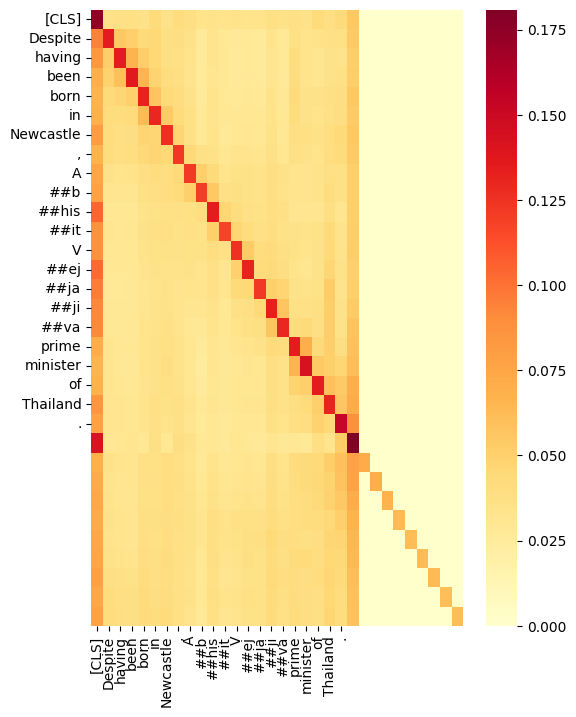 [CLS]
Despite
having
been
born
in
Newcastle
,
A
##b
##his
##it
V
##ej
##ja
##ji
##va
prime
minister
of
Thailand
.
[CLS]
Despite
having
been
born
in
Newcastle
,
A
##b
##his
##it
V
##ej
##ja
##ji
##va
prime
minister
of
Thailand
.
0.175
0.150
0.125
0.100
0.075
0.050
0.025
0.000